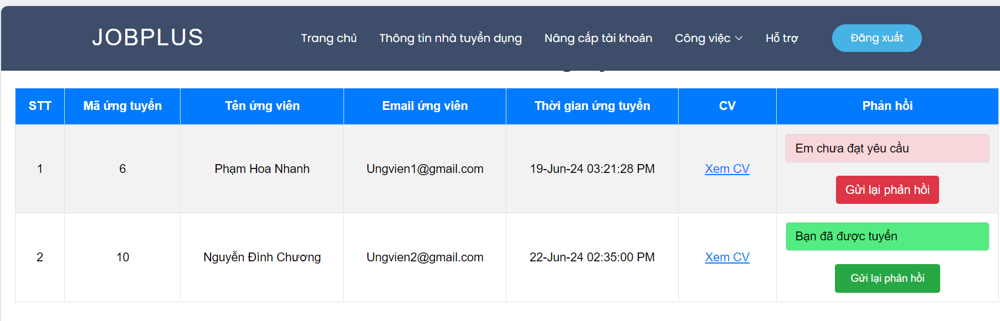 JOBPLUS
Trang chủ Thông tin nhà tuyển dụng Nâng cấp tài khoản Công việc Hỗ trợ Đăng xuất
STT Mã ứng tuyển Tên ứng viên Email ứng viên Thời gian ứng tuyển CV Phản hồi
1 6 Phạm Hoa Nhanh Ungvien1@gmail.com 19-Jun-24 03:21:28 PM Xem CV Em chưa đạt yêu cầu
Gửi lại phản hồi
2 10 Nguyễn Đình Chương Ungvien2@gmail.com 22-Jun-24 02:35:00 PM Xem CV Bạn đã được tuyển
Gửi lại phản hồi